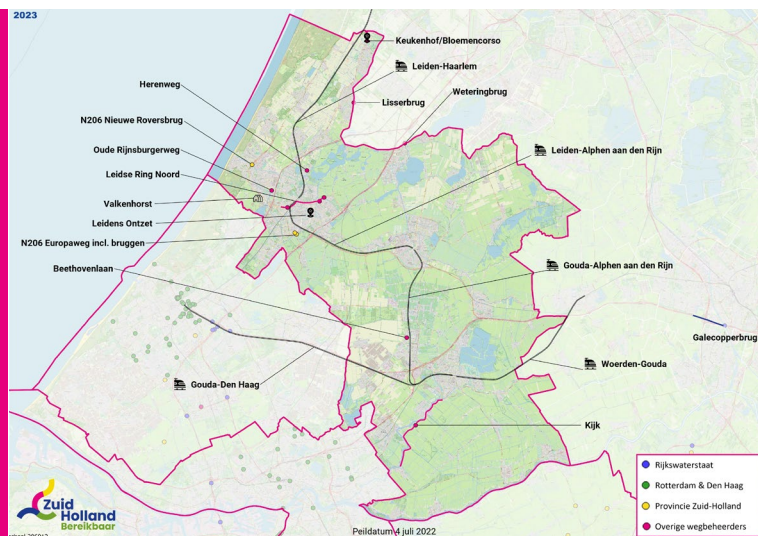 2023
Keukenhof/Bloemencorso
Leiden-Haarlem
Herenweg
Weteringbrug
Lisserbrug
N206 Nieuwe Roversbrug
Oude Rijnsburgerweg
Leiden-Alphen aan den Rijn
Leidse Ring Noord
Valkenhorst
Leidens Ontzet
N206 Europaweg incl. bruggen
Beethovenlaan
Gouda-Alphen aan den Rijn
Galecopperbrug
Woerden-Gouda
Gouda-Den Haag
Kijk
Rijkswaterstaat
Rotterdam & Den Haag
Provincie Zuid-Holland
Overige wegbeheerders
Zuid
Holland
Bereikbaar
Peildatum 4 juli 2022